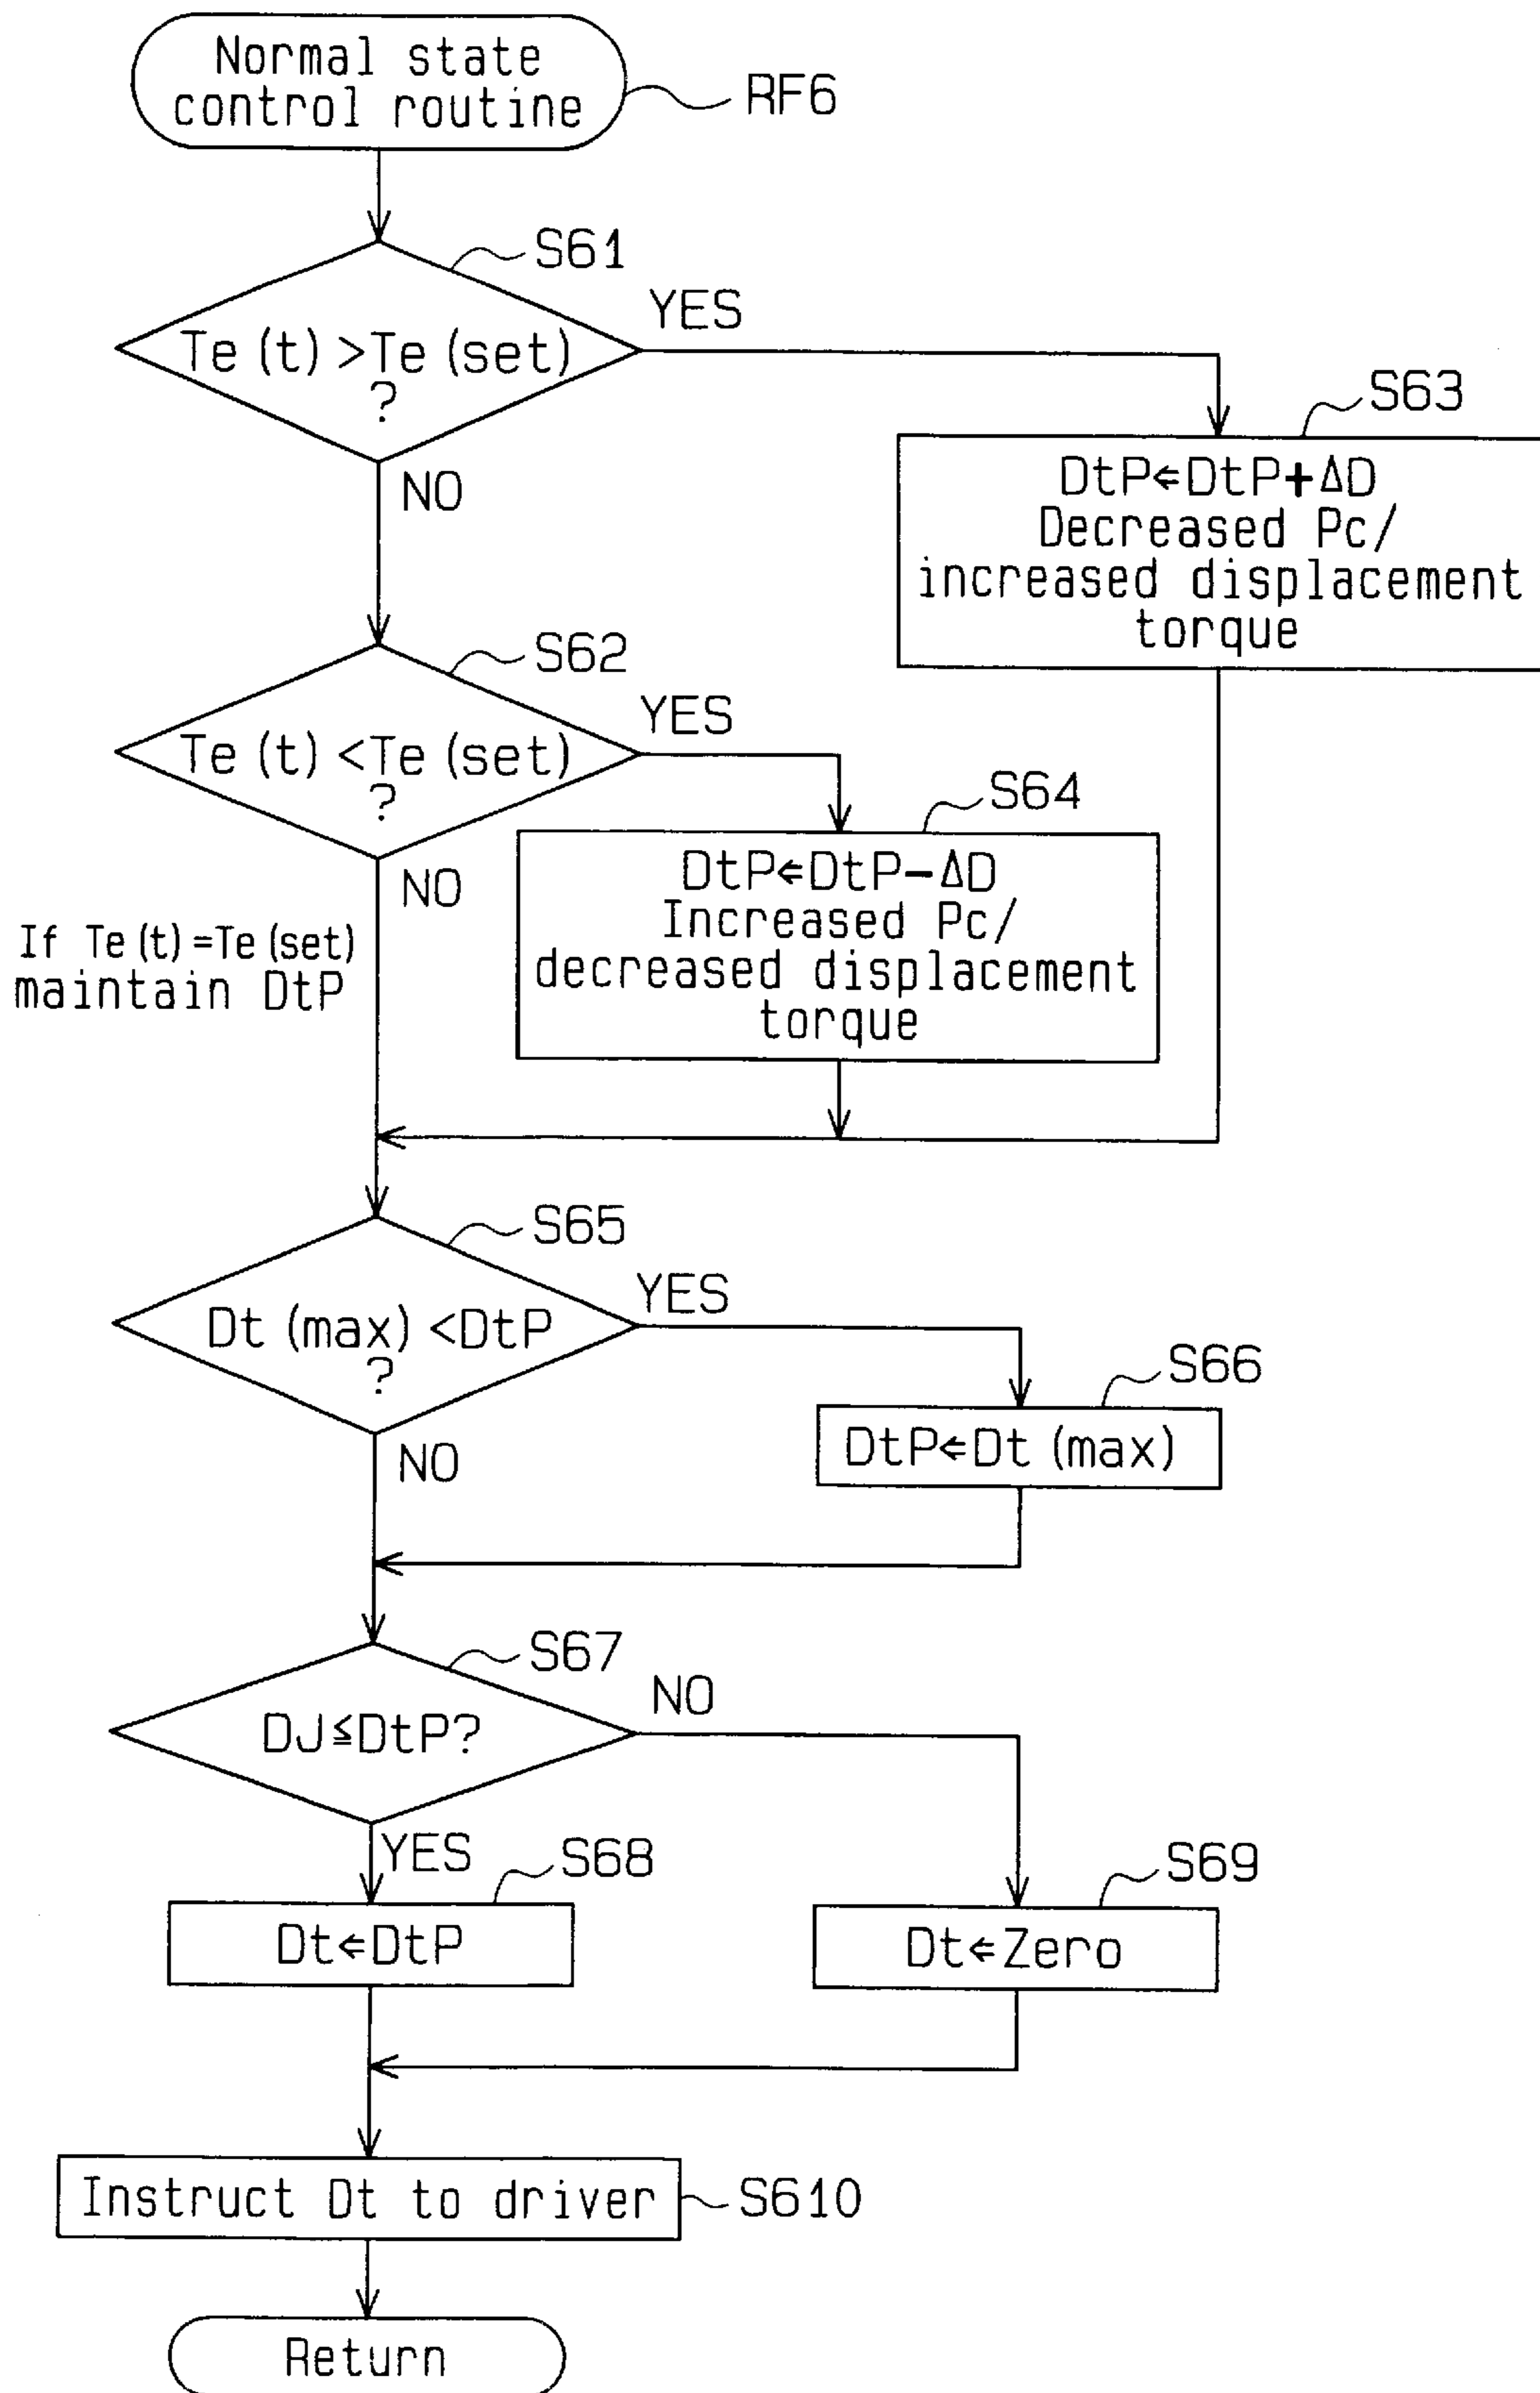 Normal state
control routine
RF6
S61
Te (t) >Te (set)
?
YES
NO
S63
DtP⇐DtP+ΔD
Decreased Pc/
increased displacement
torque
S62
Te (t) <Te (set)
?
YES
NO
S64
DtP⇐DtP-ΔD
Increased Pc/
decreased displacement
torque
If Te (t) =Te (set)
maintain DtP
S65
Dt (max) <DtP
?
YES
NO
S66
DtP⇐Dt (max)
S67
DJ≦DtP?
NO
YES
S68
Dt⇐DtP
S69
Dt⇐Zero
Instruct Dt to driver
S610
Return